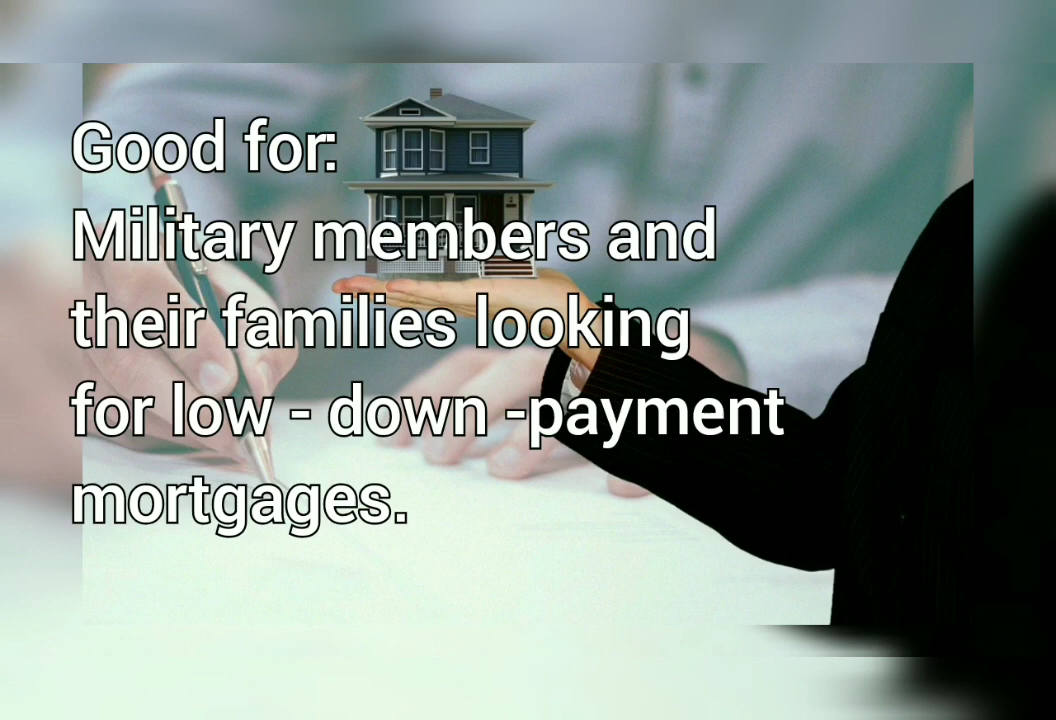 Good for:
Military members and
their families looking
for low - down -payment
mortgages.